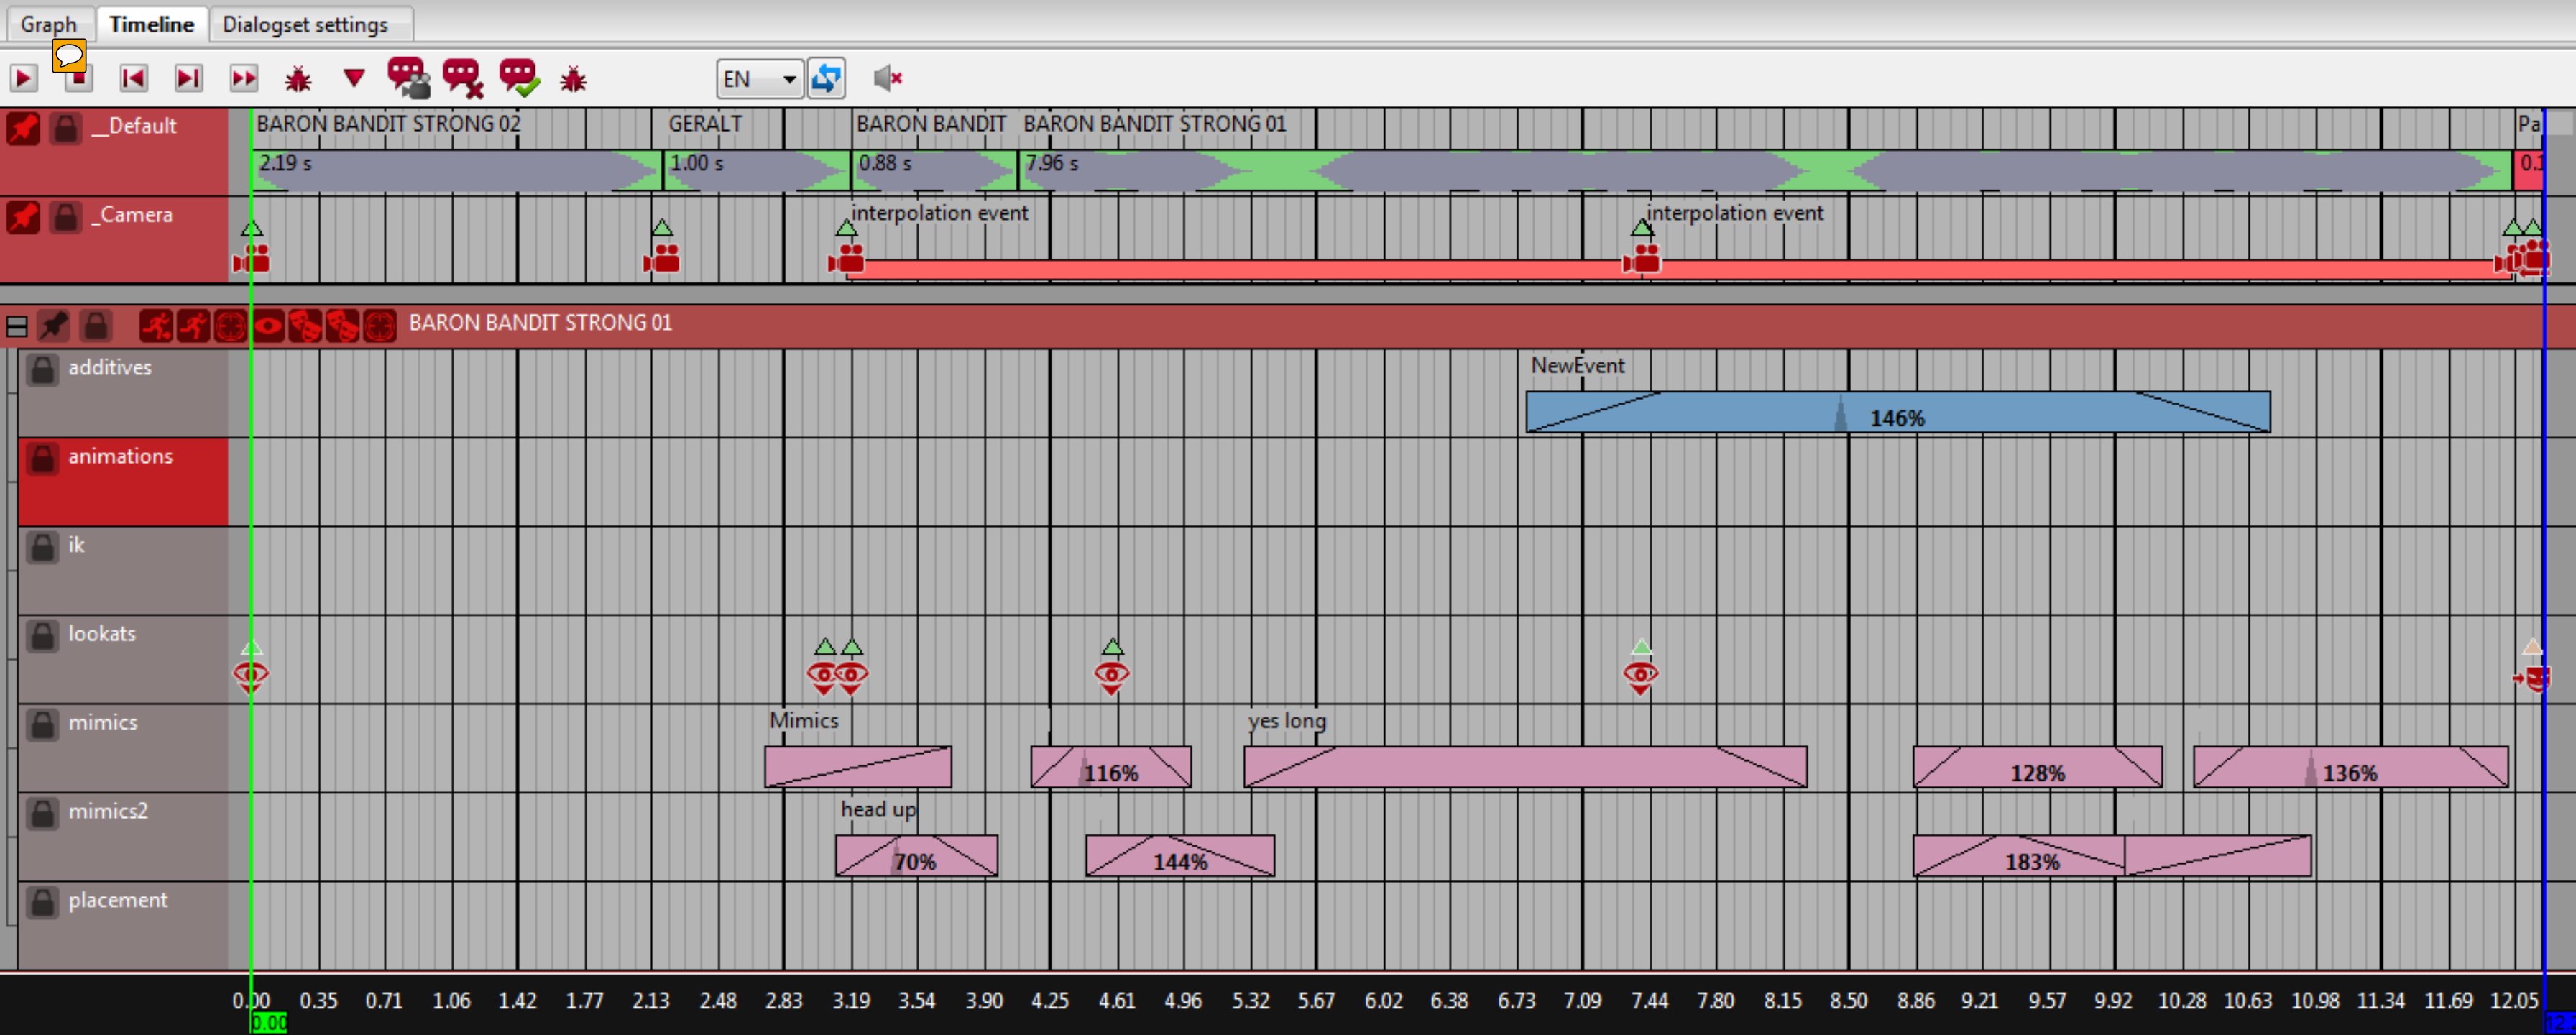 Graph Timeline Dialogset settings
EN
__Default BARON BANDIT STRONG 02 GERALT BARON BANDIT BARON BANDIT STRONG 01 Pa
2.19 s 1.00 s 0.88 s 7.96 s 0.1
_Camera interpolation event interpolation event
BARON BANDIT STRONG 01
additives NewEvent
146%
animations
ik
lookats
mimics Mimics yes long
116% 128% 136%
mimics2 head up
70% 144% 183%
placement
0.00 0.35 0.71 1.06 1.42 1.77 2.13 2.48 2.83 3.19 3.54 3.90 4.25 4.61 4.96 5.32 5.67 6.02 6.38 6.73 7.09 7.44 7.80 8.15 8.50 8.86 9.21 9.57 9.92 10.28 10.63 10.98 11.34 11.69 12.05
0.00